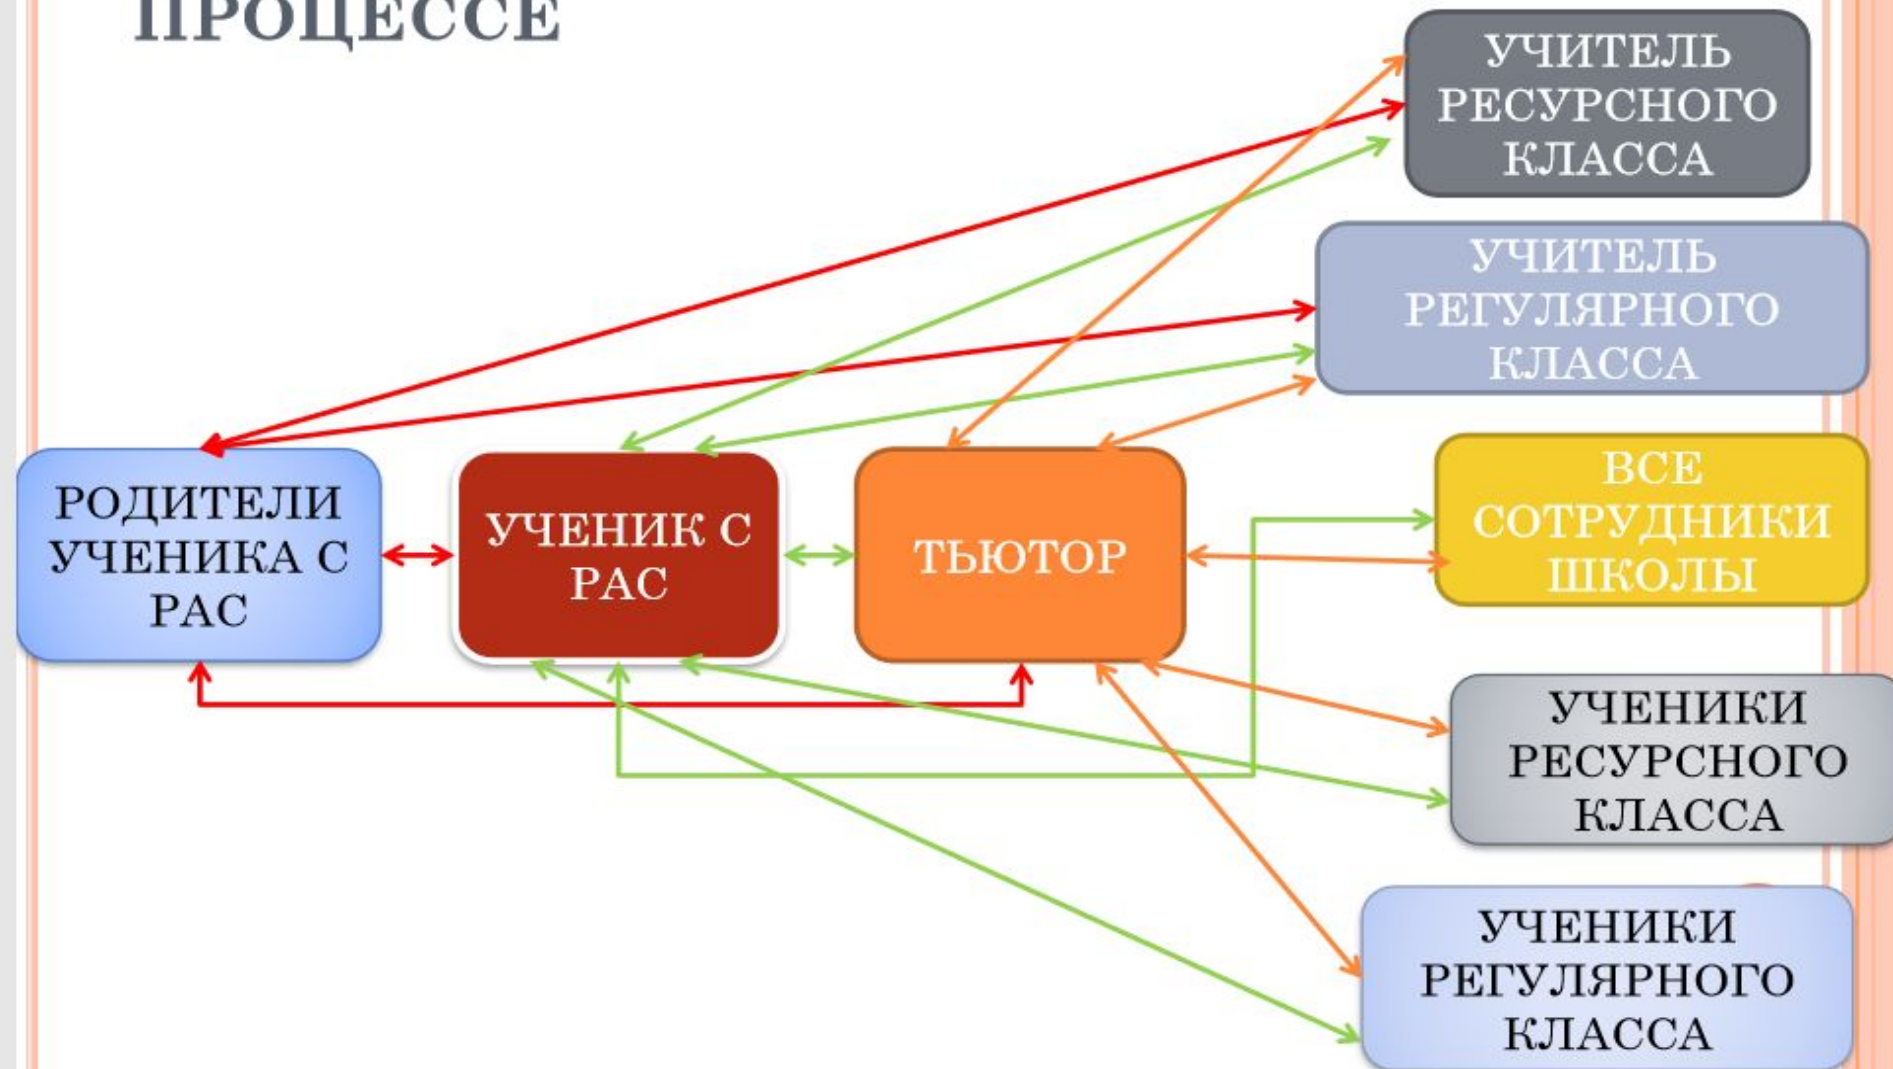 ПРОЦЕССЕ
УЧИТЕЛЬ
РЕСУРСНОГО
КЛАССА
УЧИТЕЛЬ
РЕГУЛЯРНОГО
КЛАССА
РОДИТЕЛИ
УЧЕНИКА С
РАС
УЧЕНИК С
РАС
ТЬЮТОР
ВСЕ
СОТРУДНИКИ
ШКОЛЫ
УЧЕНИКИ
РЕСУРСНОГО
КЛАССА
УЧЕНИКИ
РЕГУЛЯРНОГО
КЛАССА